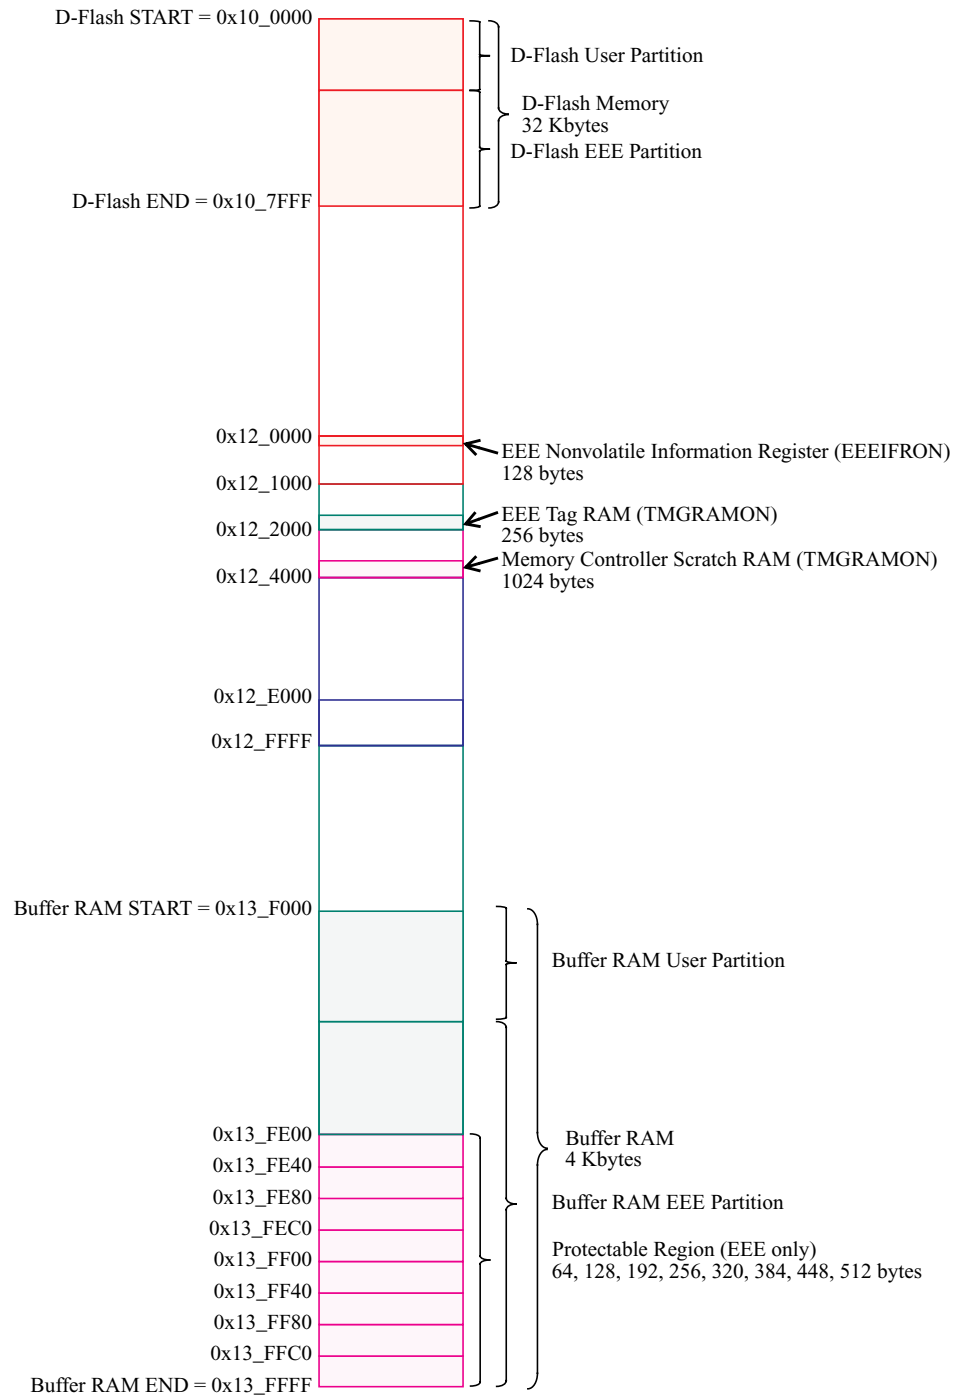 D-Flash START = 0x10_0000
D-Flash User Partition
D-Flash Memory
32 Kbytes
D-Flash EEE Partition
D-Flash END = 0x10_7FFF
0x12_0000
EEE Nonvolatile Information Register (EEEIFRON)
128 bytes
0x12_1000
EEE Tag RAM (TMGRAMON)
256 bytes
0x12_2000
Memory Controller Scratch RAM (TMGRAMON)
1024 bytes
0x12_4000
0x12_E000
0x12_FFFF
Buffer RAM START = 0x13_F000
Buffer RAM User Partition
0x13_FE00
Buffer RAM
4 Kbytes
0x13_FE40
0x13_FE80
Buffer RAM EEE Partition
0x13_FEC0
Protectable Region (EEE only)
64, 128, 192, 256, 320, 384, 448, 512 bytes
0x13_FF00
0x13_FF40
0x13_FF80
0x13_FFC0
Buffer RAM END = 0x13_FFFF